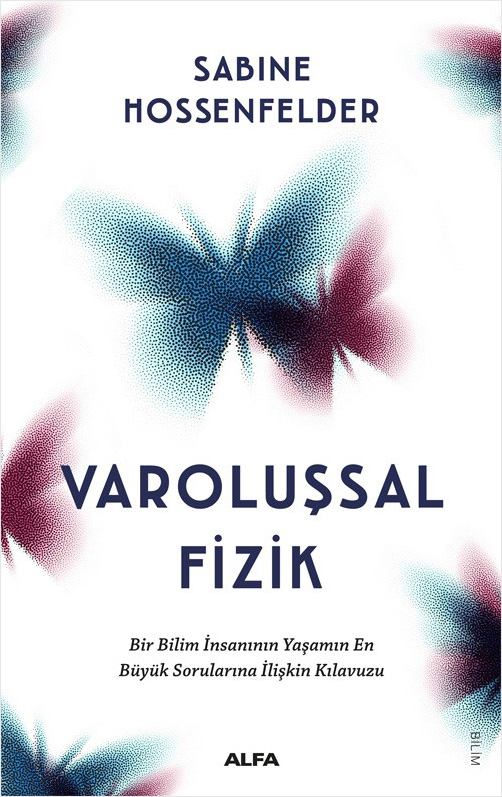 SABINE
HOSSENFELDER
VAROLUŞSAL
FİZİK
Bir Bilim İnsanının Yaşamın En
Büyük Sorularına İlişkin Kılavuzu
ALFA
BİLİM